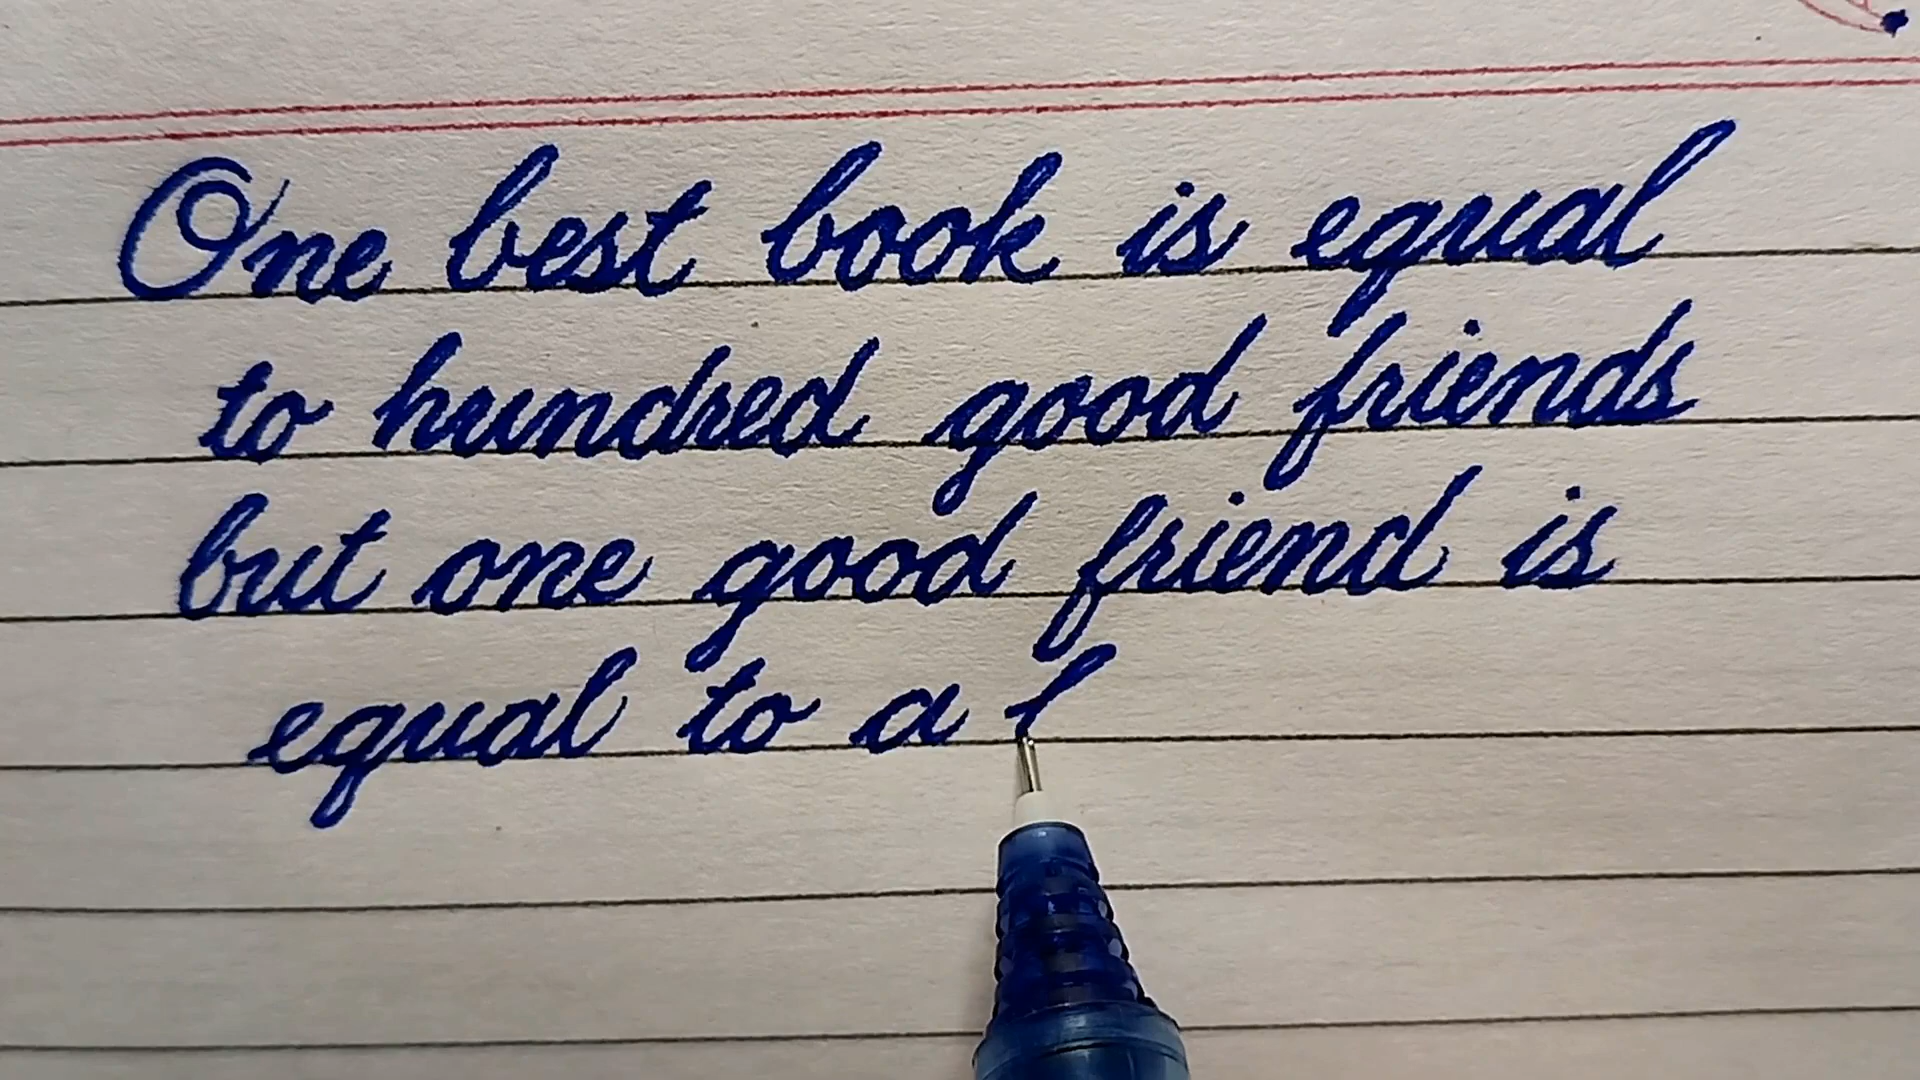 One best book is equal
to hundred good friends
but one good friend is
equal to a l